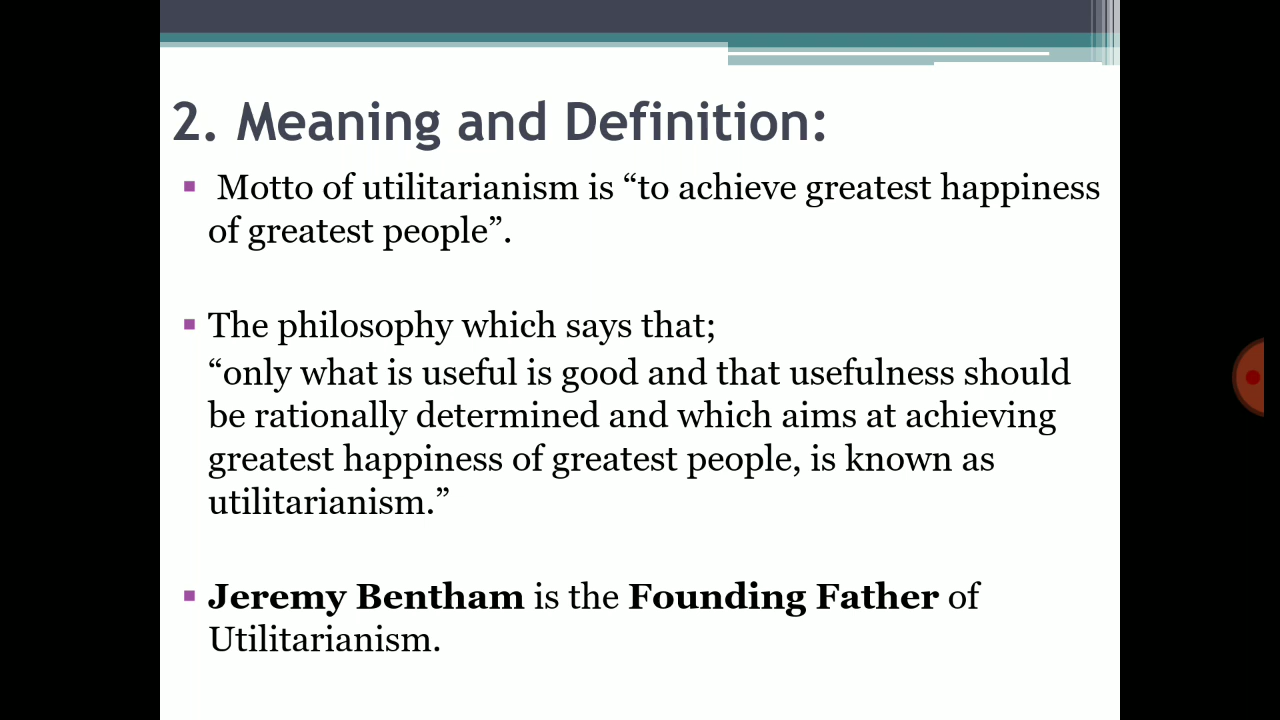 2. Meaning and Definition:
▪ Motto of utilitarianism is “to achieve greatest happiness
of greatest people”.
▪ The philosophy which says that;
“only what is useful is good and that usefulness should
be rationally determined and which aims at achieving
greatest happiness of greatest people, is known as
utilitarianism.”
▪ Jeremy Bentham is the Founding Father of
Utilitarianism.